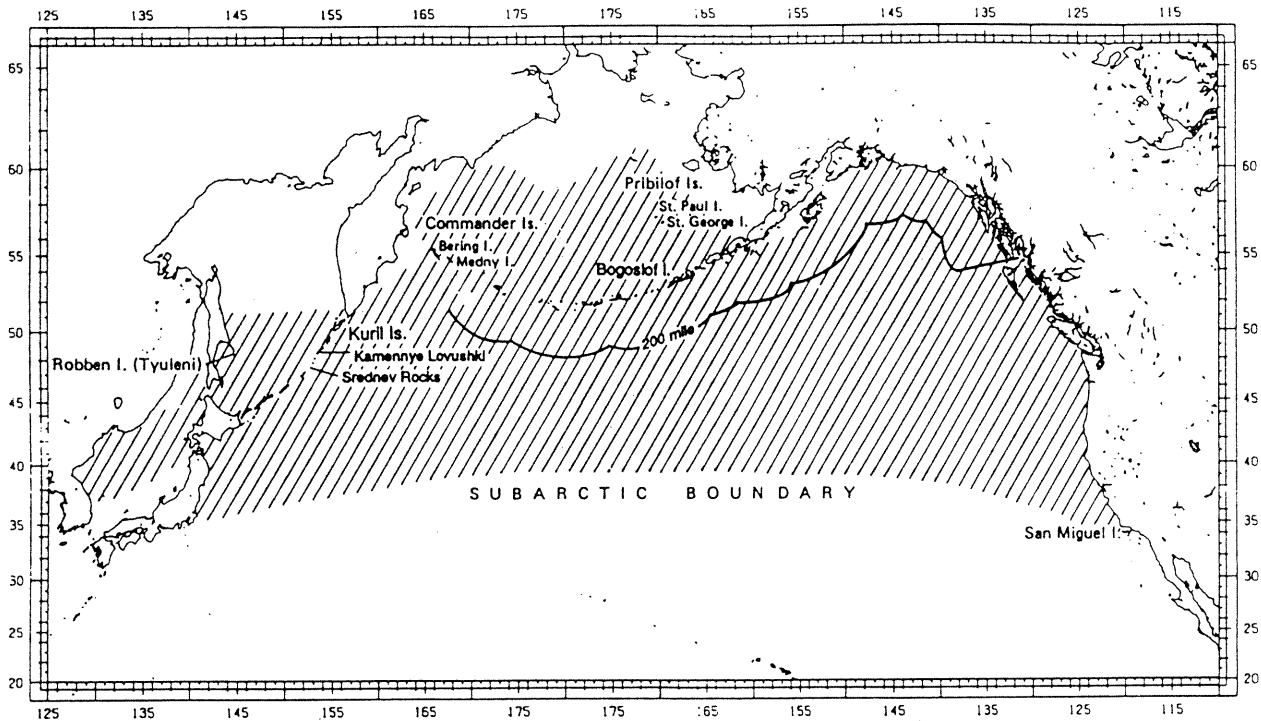 125 135 145 155 165 175 175 165 155 145 135 125 115
65 65
60 60
Pribilof Is.
St. Paul I.
St. George I.
Commander Is.
Bering I.
Medny I.
55 55
Bogoslof I.
50 50
Kuril Is.
200 mile
Kamennye Lovushki
Robben I. (Tyuleni)
Srednev Rocks
45 45
40 40
SUBARCTIC BOUNDARY
35 35
San Miguel I.
30 30
25 25
20 20
125 135 145 155 165 175 175 165 155 145 135 125 115